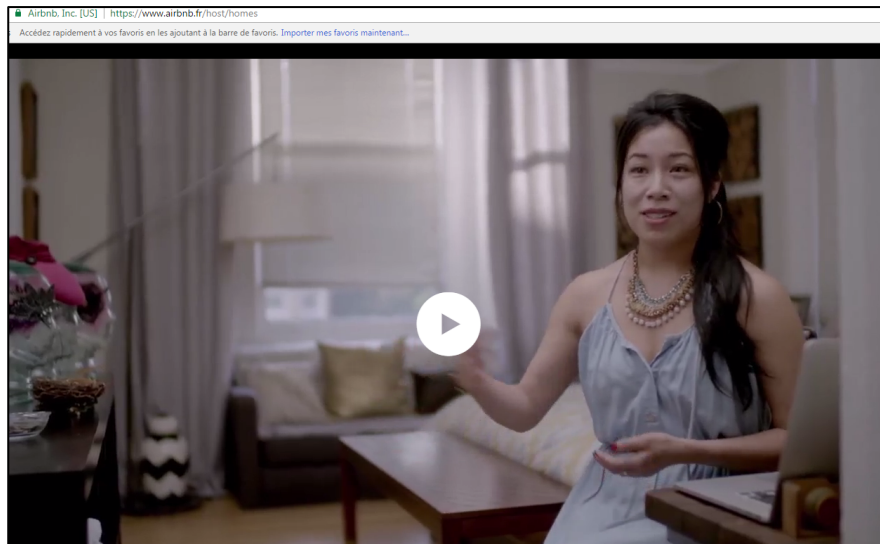 Airbnb, Inc. [US] | https://www.airbnb.fr/host/homes
Accédez rapidement à vos favoris en les ajoutant à la barre de favoris. Importer mes favoris maintenant...